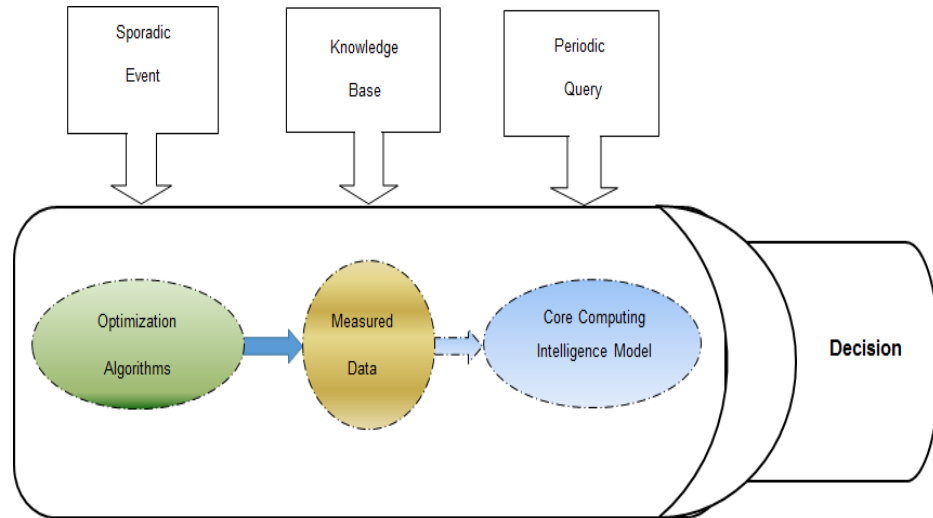 Sporadic
Event
Knowledge
Base
Periodic
Query
Optimization
Algorithms
Measured
Data
Core Computing
Intelligence Model
Decision